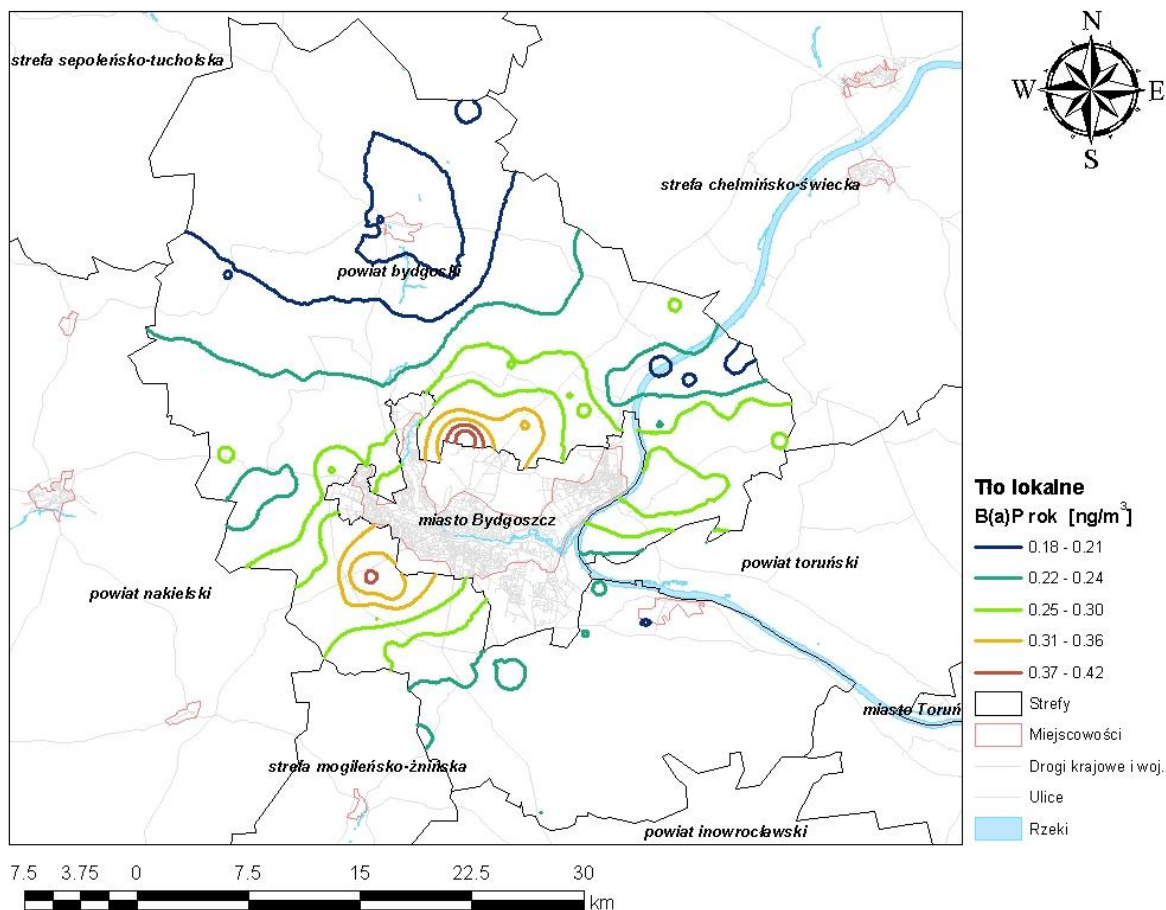 strefa sepoleńsko-tucholska
N
W
E
S
strefa chelmińsko-świecka
powiat bydgoski
miasto Bydgoszcz
powiat toruński
powiat nakielski
miasto Toruń
strefa mogileńsko-żnińska
powiat inowrocławski
Tło lokalne
B(a)P rok [ng/m³]
0.18 - 0.21
0.22 - 0.24
0.25 - 0.30
0.31 - 0.36
0.37 - 0.42
Strefy
Miejscowości
Drogi krajowe i woj.
Ulice
Rzeki
7.5 3.75 0 7.5 15 22.5 30
km